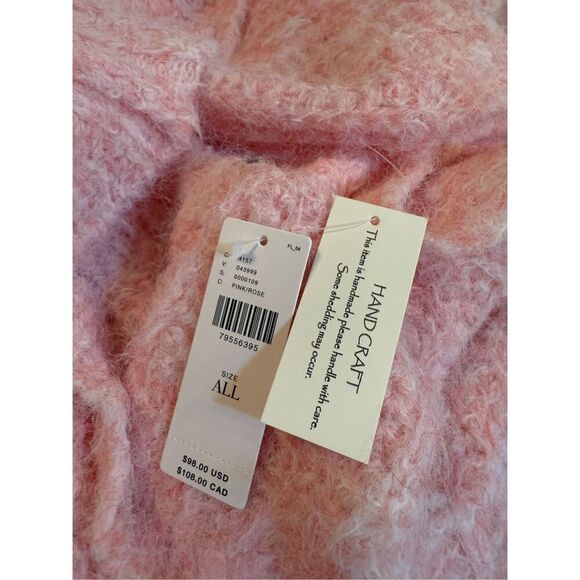 FL_64
4157
V: 043999
S: 0000109
C: PINK/ROSE
79556395
SIZE
ALL
$98.00 USD
$108.00 CAD
HAND CRAFT
This item is handmade please handle with care.
Some shedding may occur.